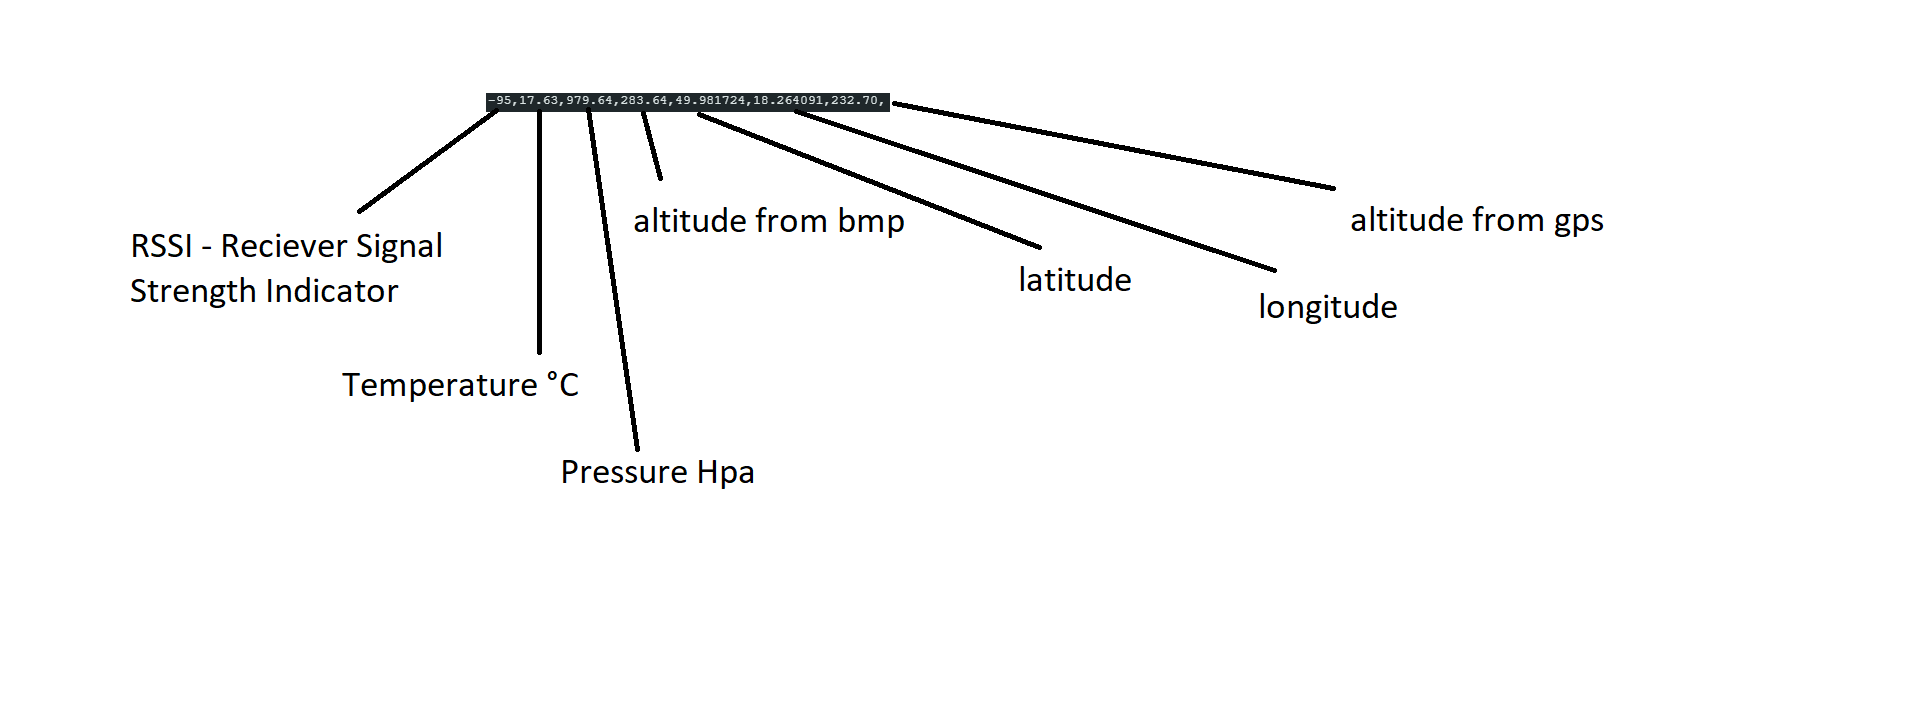 -95,17.63,979.64,283.64,49.981724,18.264091,232.70,
RSSI - Reciever Signal
Strength Indicator
Temperature °C
Pressure Hpa
altitude from bmp
latitude
longitude
altitude from gps